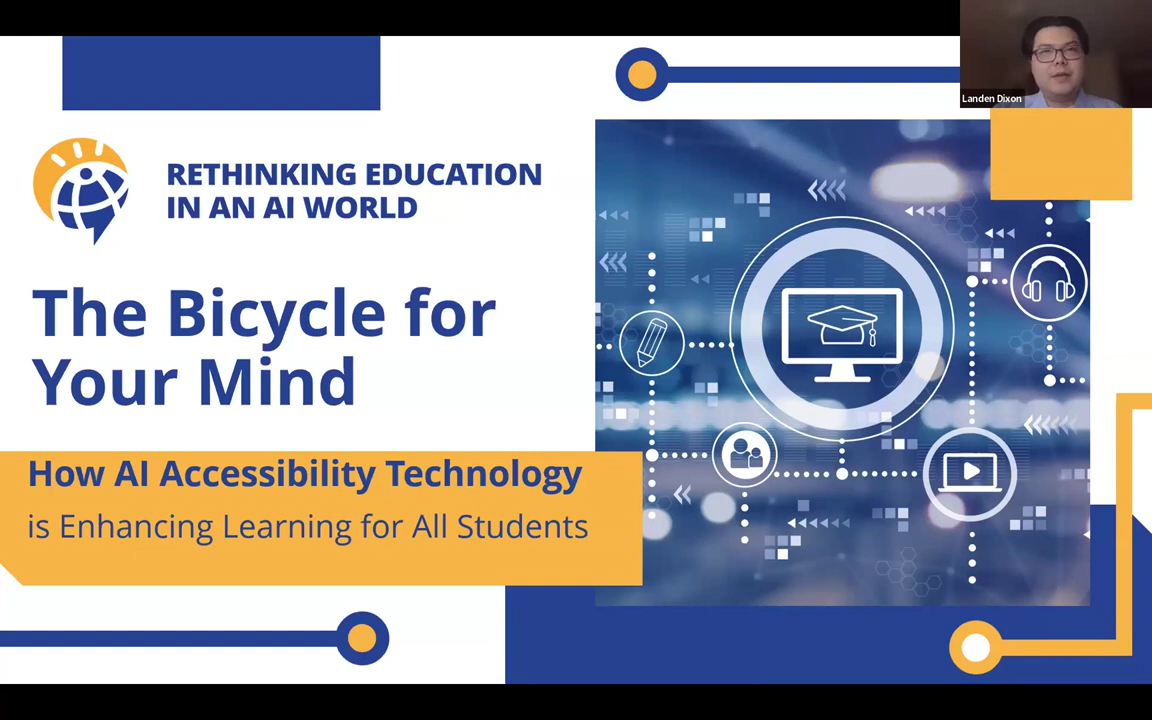 Landen Dixon
RETHINKING EDUCATION
IN AN AI WORLD
The Bicycle for
Your Mind
How AI Accessibility Technology
is Enhancing Learning for All Students